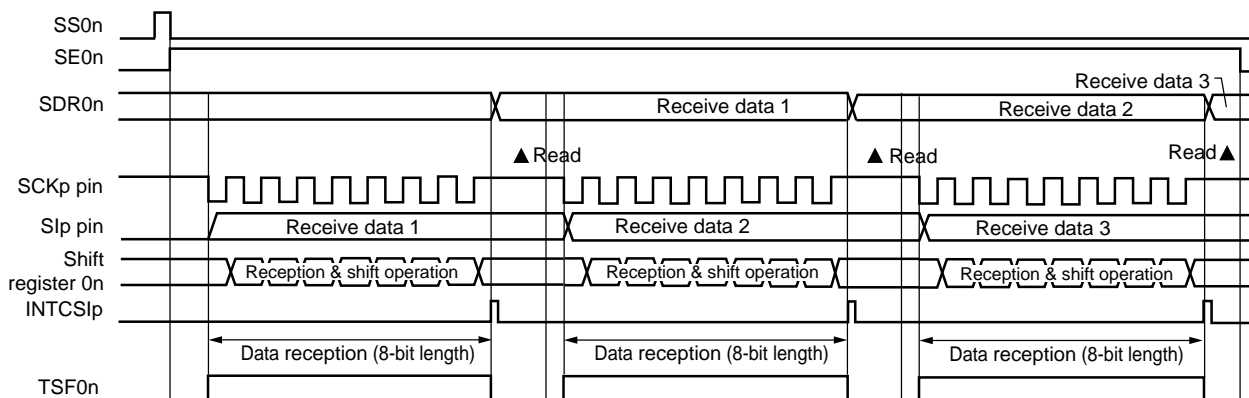 SS0n
SE0n
Receive data 3
SDR0n
Receive data 1
Receive data 2
▲ Read
▲ Read
Read ▲
SCKp pin
SIp pin
Receive data 1
Receive data 2
Receive data 3
Shift
register 0n
Reception & shift operation
Reception & shift operation
Reception & shift operation
INTCSIp
Data reception (8-bit length)
Data reception (8-bit length)
Data reception (8-bit length)
TSF0n